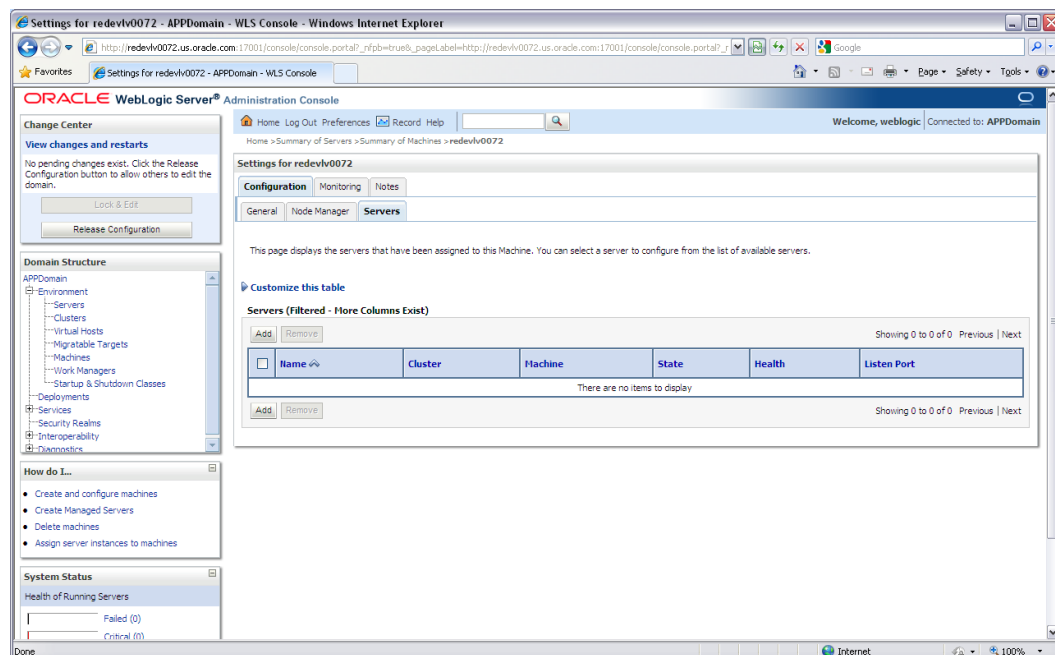 Settings for redevlv0072 - APPDomain - WLS Console - Windows Internet Explorer
http://redevlv0072.us.oracle.com:17001/console/console.portal?_nfpb=true&_pageLabel=http://redevlv0072.us.oracle.com:17001/console/console.portal?_r
Google
Favorites
Settings for redevlv0072 - APPDomain - WLS Console
Page
Safety
Tools
ORACLE WebLogic Server® Administration Console
Change Center
View changes and restarts
No pending changes exist. Click the Release
Configuration button to allow others to edit the
domain.
Lock & Edit
Release Configuration
Domain Structure
APPDomain
Environment
Servers
Clusters
Virtual Hosts
Migratable Targets
Machines
Work Managers
Startup & Shutdown Classes
Deployments
Services
Security Realms
Interoperability
Diagnostics
How do I...
Create and configure machines
Create Managed Servers
Delete machines
Assign server instances to machines
System Status
Health of Running Servers
Failed (0)
Critical (0)
Home Log Out Preferences Record Help
Welcome, weblogic Connected to: APPDomain
Home >Summary of Servers >Summary of Machines >redevlv0072
Settings for redevlv0072
Configuration Monitoring Notes
General Node Manager Servers
This page displays the servers that have been assigned to this Machine. You can select a server to configure from the list of available servers.
Customize this table
Servers (Filtered - More Columns Exist)
Add Remove Showing 0 to 0 of 0 Previous | Next
Name Cluster Machine State Health Listen Port
There are no items to display
Add Remove Showing 0 to 0 of 0 Previous | Next
Done Internet 100%